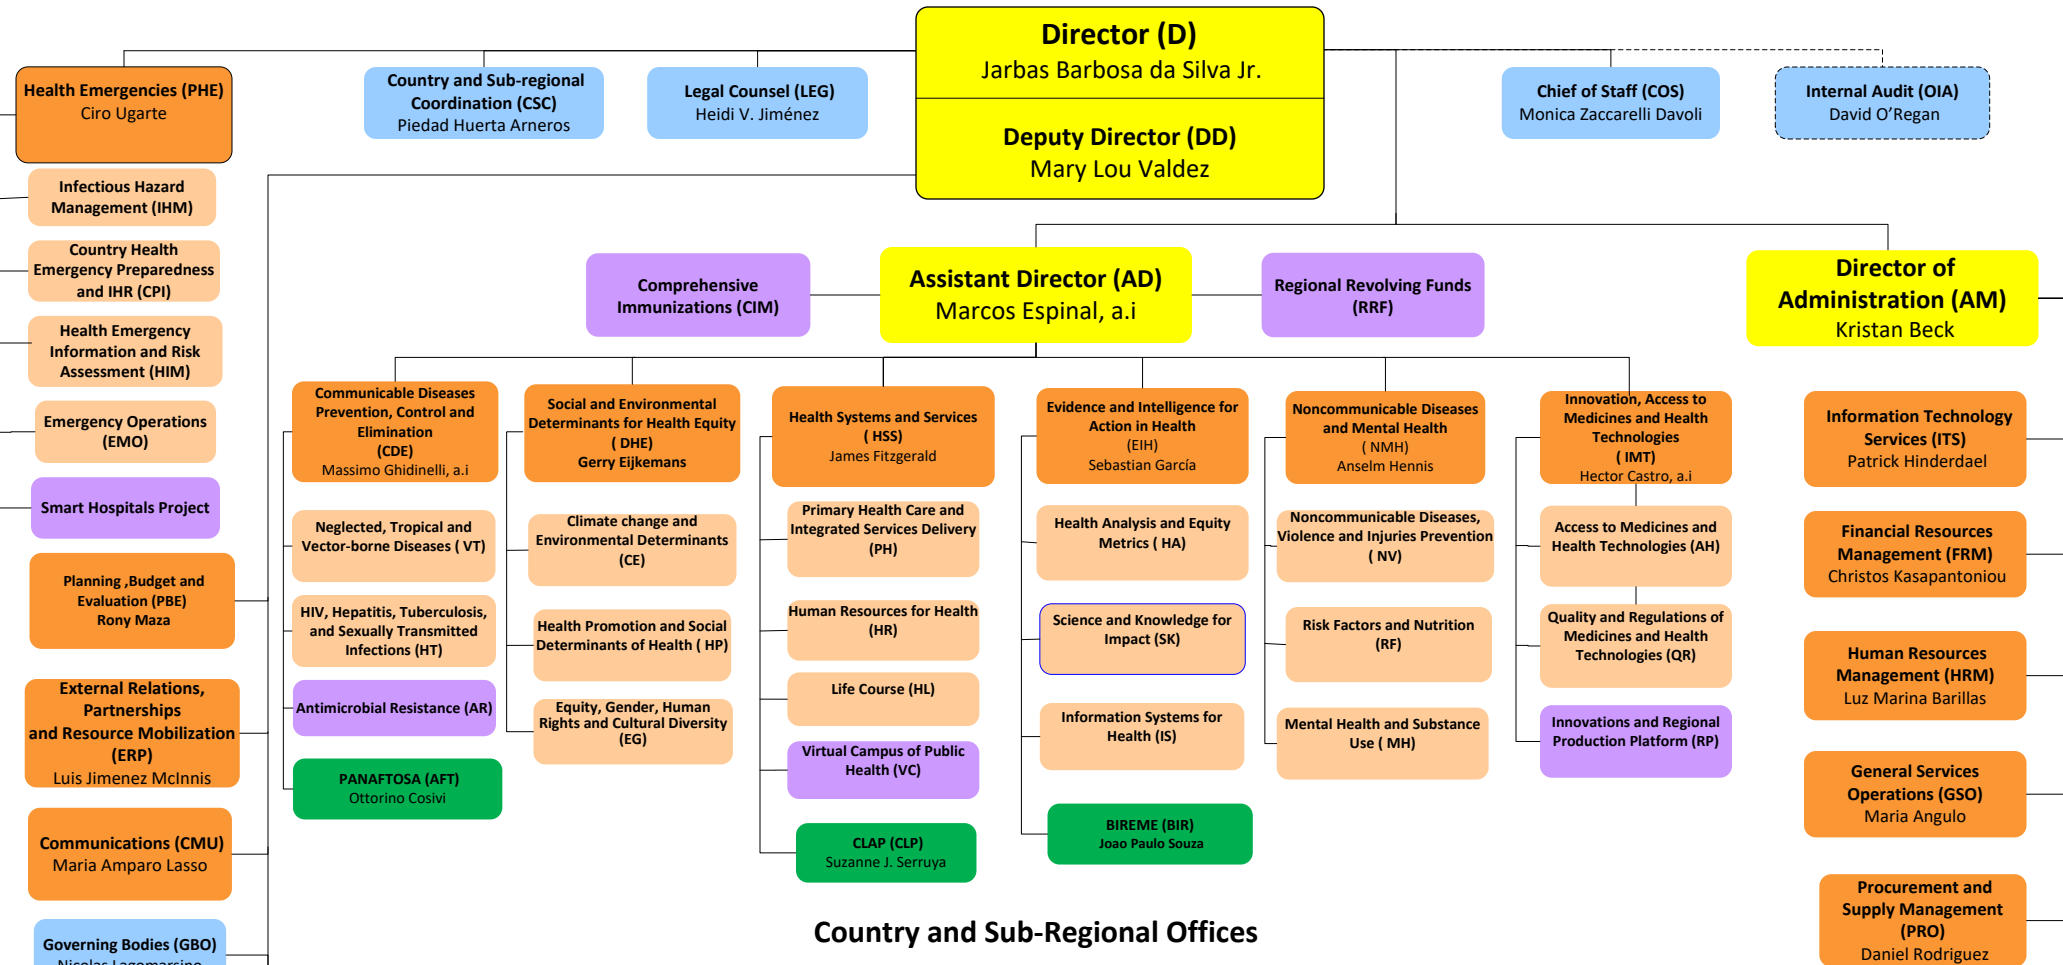 Director (D)
Jarbas Barbosa da Silva Jr.
Deputy Director (DD)
Mary Lou Valdez
Health Emergencies (PHE)
Ciro Ugarte
Country and Sub-regional
Coordination (CSC)
Piedad Huerta Arneros
Legal Counsel (LEG)
Heidi V. Jiménez
Chief of Staff (COS)
Monica Zaccarelli Davoli
Internal Audit (OIA)
David O’Regan
Infectious Hazard
Management (IHM)
Country Health
Emergency Preparedness
and IHR (CPI)
Health Emergency
Information and Risk
Assessment (HIM)
Emergency Operations
(EMO)
Smart Hospitals Project
Planning ,Budget and
Evaluation (PBE)
Rony Maza
External Relations,
Partnerships
and Resource Mobilization
(ERP)
Luis Jimenez McInnis
Communications (CMU)
Maria Amparo Lasso
Governing Bodies (GBO)
Nicolas Lagomarsino
Comprehensive
Immunizations (CIM)
Assistant Director (AD)
Marcos Espinal, a.i
Regional Revolving Funds
(RRF)
Director of
Administration (AM)
Kristan Beck
Communicable Diseases
Prevention, Control and
Elimination
(CDE)
Massimo Ghidinelli, a.i
Neglected, Tropical and
Vector-borne Diseases ( VT)
HIV, Hepatitis, Tuberculosis,
and Sexually Transmitted
Infections (HT)
Antimicrobial Resistance (AR)
PANAFTOSA (AFT)
Ottorino Cosivi
Social and Environmental
Determinants for Health Equity
( DHE)
Gerry Eijkemans
Climate change and
Environmental Determinants
(CE)
Health Promotion and Social
Determinants of Health ( HP)
Equity, Gender, Human
Rights and Cultural Diversity
(EG)
Health Systems and Services
( HSS)
James Fitzgerald
Primary Health Care and
Integrated Services Delivery
(PH)
Human Resources for Health
(HR)
Life Course (HL)
Virtual Campus of Public
Health (VC)
CLAP (CLP)
Suzanne J. Serruya
Evidence and Intelligence for
Action in Health
(EIH)
Sebastian García
Health Analysis and Equity
Metrics ( HA)
Science and Knowledge for
Impact (SK)
Information Systems for
Health (IS)
BIREME (BIR)
Joao Paulo Souza
Noncommunicable Diseases
and Mental Health
( NMH)
Anselm Hennis
Noncommunicable Diseases,
Violence and Injuries Prevention
( NV)
Risk Factors and Nutrition
(RF)
Mental Health and Substance
Use ( MH)
Innovation, Access to
Medicines and Health
Technologies
( IMT)
Hector Castro, a.i
Access to Medicines and
Health Technologies (AH)
Quality and Regulations of
Medicines and Health
Technologies (QR)
Innovations and Regional
Production Platform (RP)
Information Technology
Services (ITS)
Patrick Hinderdael
Financial Resources
Management (FRM)
Christos Kasapantoniou
Human Resources
Management (HRM)
Luz Marina Barillas
General Services
Operations (GSO)
Maria Angulo
Procurement and
Supply Management
(PRO)
Daniel Rodriguez
Country and Sub-Regional Offices